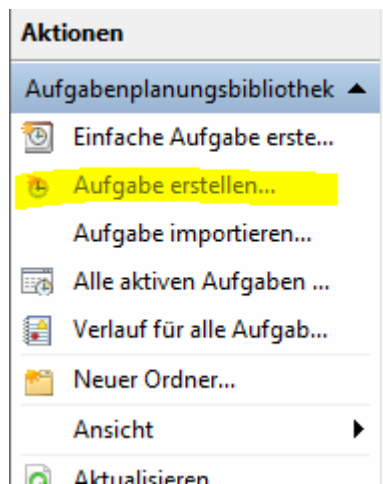 Aktionen
Aufgabenplanungsbibliothek
Einfache Aufgabe erste...
Aufgabe erstellen...
Aufgabe importieren...
Alle aktiven Aufgaben ...
Verlauf für alle Aufgab...
Neuer Ordner...
Ansicht
Aktualisieren